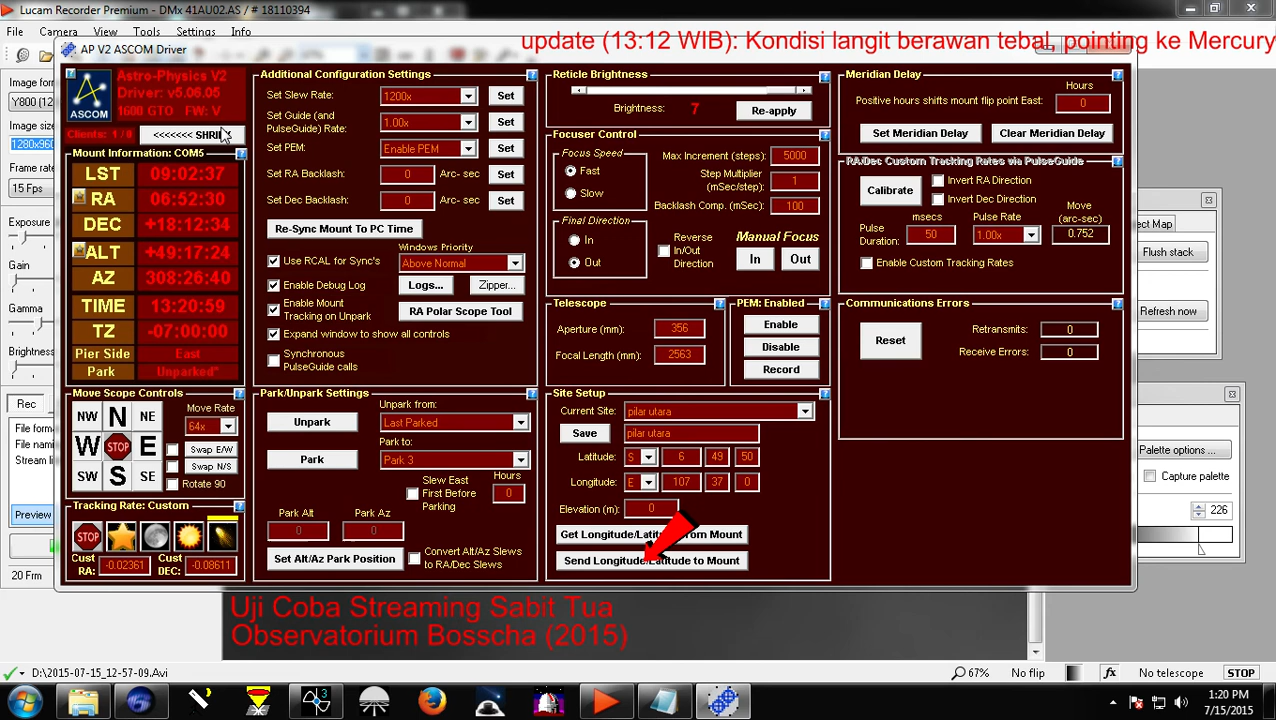 Lucam Recorder Premium - DMx 41AU02.AS / # 18110394
File Camera View Tools Settings Info
AP V2 ASCOM Driver
update (13:12 WIB): Kondisi langit berawan tebal, pointing ke Mercury
Image form
Y800 (12
Image size
1280x960
Frame rate
15 Fps
Exposure
Gain
Gamma
Brightness
Rec
File forma
File name
Stream li
Preview
20 Frm
ASCOM
Astro-Physics V2
Driver: v5.06.05
1600 GTO FW: V
Clients: 1 / 0
<<<<<<< SHRINK
Mount Information: COM5
LST 09:02:37
RA 06:52:30
DEC +18:12:34
ALT +49:17:24
AZ 308:26:40
TIME 13:20:59
TZ -07:00:00
Pier Side East
Park Unparked*
Move Scope Controls
NW N NE
W STOP E
SW S SE
Move Rate
64x
Swap E/W
Swap N/S
Rotate 90
Tracking Rate: Custom
STOP
Cust RA: -0.02361
Cust DEC: -0.08611
Additional Configuration Settings
Set Slew Rate: 1200x Set
Set Guide (and
PulseGuide) Rate: 1.00x Set
Set PEM: Enable PEM Set
Set RA Backlash: 0 Arc- sec Set
Set Dec Backlash: 0 Arc- sec Set
Re-Sync Mount To PC Time
Windows Priority
Use RCAL for Sync's Above Normal
Enable Debug Log Logs... Zipper...
Enable Mount
Tracking on Unpark RA Polar Scope Tool
Expand window to show all controls
Synchronous
PulseGuide calls
Park/Unpark Settings
Unpark from:
Unpark Last Parked
Park to:
Park Park 3
Slew East
First Before
Parking
Hours
0
Park Alt Park Az
0 0
Set Alt/Az Park Position
Convert Alt/Az Slews
to RA/Dec Slews
Reticle Brightness
Brightness: 7 Re-apply
Focuser Control
Focus Speed
Fast
Slow
Final Direction
In
Out
Max Increment (steps): 5000
Step Multiplier
(mSec/step): 1
Backlash Comp. (mSec): 100
Reverse
In/Out
Direction
Manual Focus
In Out
Telescope
Aperture (mm): 356
Focal Length (mm): 2563
PEM: Enabled
Enable
Disable
Record
Site Setup
Current Site: pilar utara
Save pilar utara
Latitude: S 6 49 50
Longitude: E 107 37 0
Elevation (m): 0
Get Longitude/Latitude From Mount
Send Longitude/Latitude to Mount
Meridian Delay
Hours
Positive hours shifts mount flip point East: 0
Set Meridian Delay Clear Meridian Delay
RA/Dec Custom Tracking Rates via PulseGuide
Calibrate
Invert RA Direction
Invert Dec Direction
Pulse
Duration:
msecs
50
Pulse Rate
1.00x
Move
(arc-sec)
0.752
Enable Custom Tracking Rates
Communications Errors
Reset
Retransmits: 0
Receive Errors: 0
ect Map
Flush stack
Refresh now
Palette options ...
Capture palette
226
Uji Coba Streaming Sabit Tua
Observatorium Bosscha (2015)
D:\2015-07-15_12-57-09.Avi
67% No flip fx No telescope STOP
1:20 PM
7/15/2015